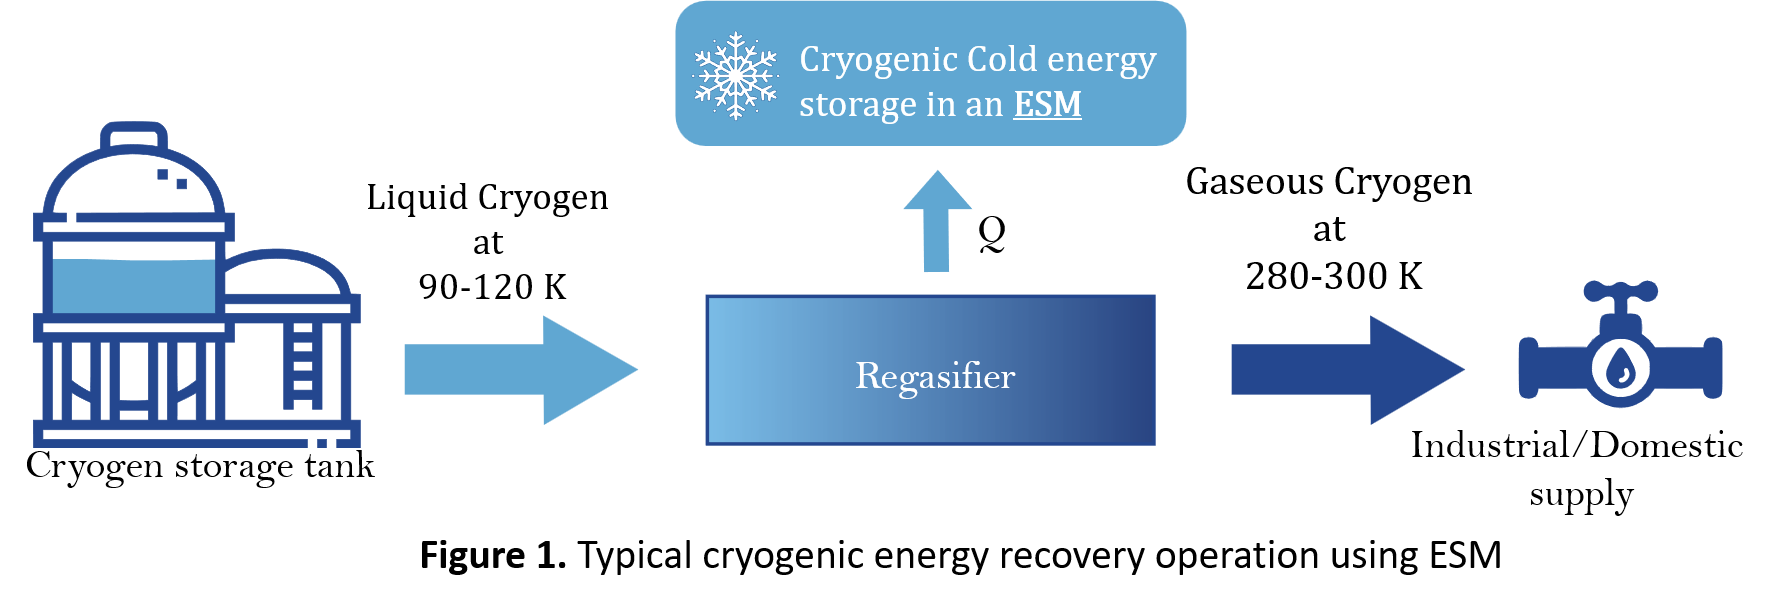 Cryogenic Cold energy
storage in an ESM
Liquid Cryogen
at
90-120 K
Q
Gaseous Cryogen
at
280-300 K
Regasifier
Cryogen storage tank
Industrial/Domestic
supply
Figure 1. Typical cryogenic energy recovery operation using ESM